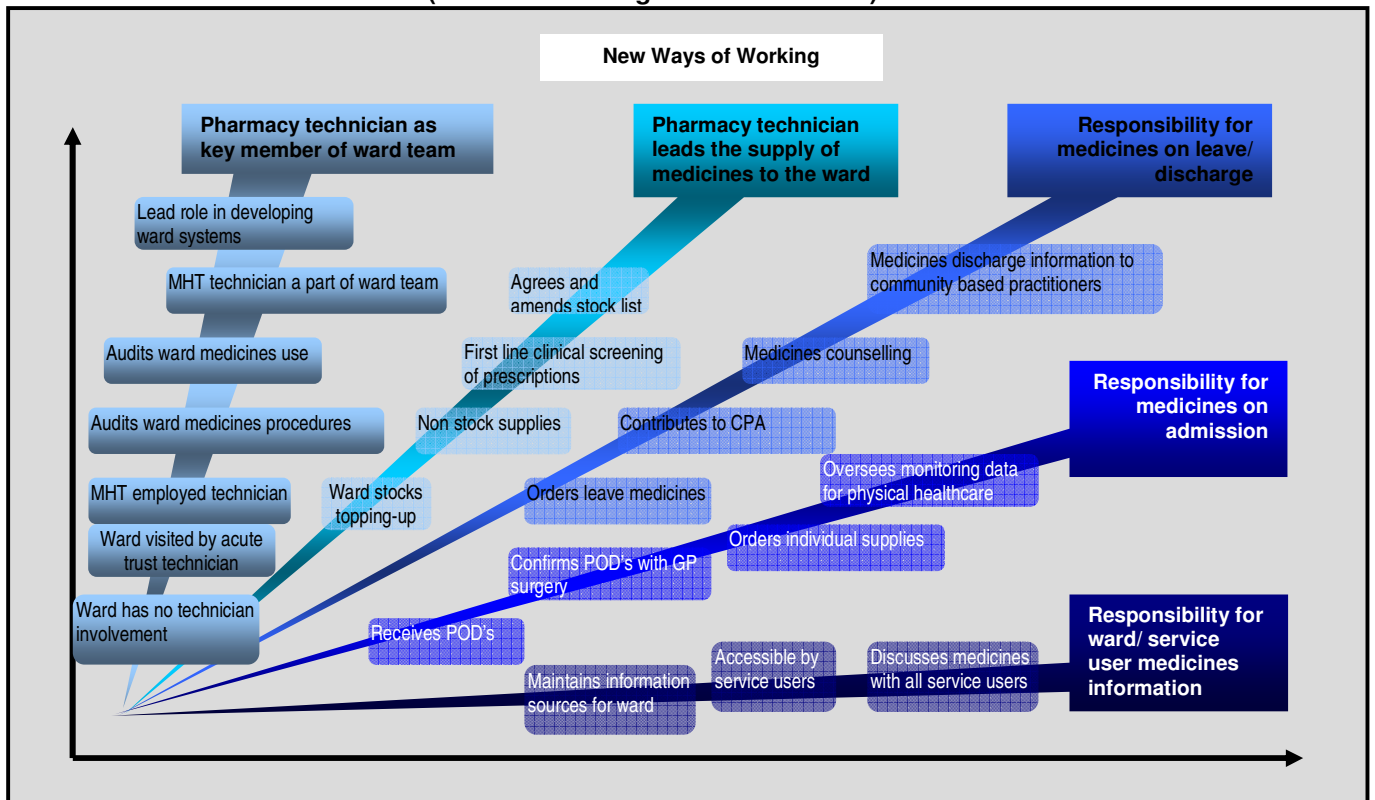 New Ways of Working
Pharmacy technician as
key member of ward team
Pharmacy technician
leads the supply of
medicines to the ward
Responsibility for
medicines on leave/
discharge
Lead role in developing
ward systems
MHT technician a part of ward team
Audits ward medicines use
Audits ward medicines procedures
MHT employed technician
Ward visited by acute
trust technician
Ward has no technician
involvement
Agrees and
amends stock list
First line clinical screening
of prescriptions
Non stock supplies
Ward stocks
topping-up
Medicines discharge information to
community based practitioners
Medicines counselling
Contributes to CPA
Orders leave medicines
Responsibility for
medicines on
admission
Oversees monitoring data
for physical healthcare
Orders individual supplies
Confirms POD's with GP
surgery
Receives POD's
Responsibility for
ward/ service
user medicines
information
Maintains information
sources for ward
Accessible by
service users
Discusses medicines
with all service users